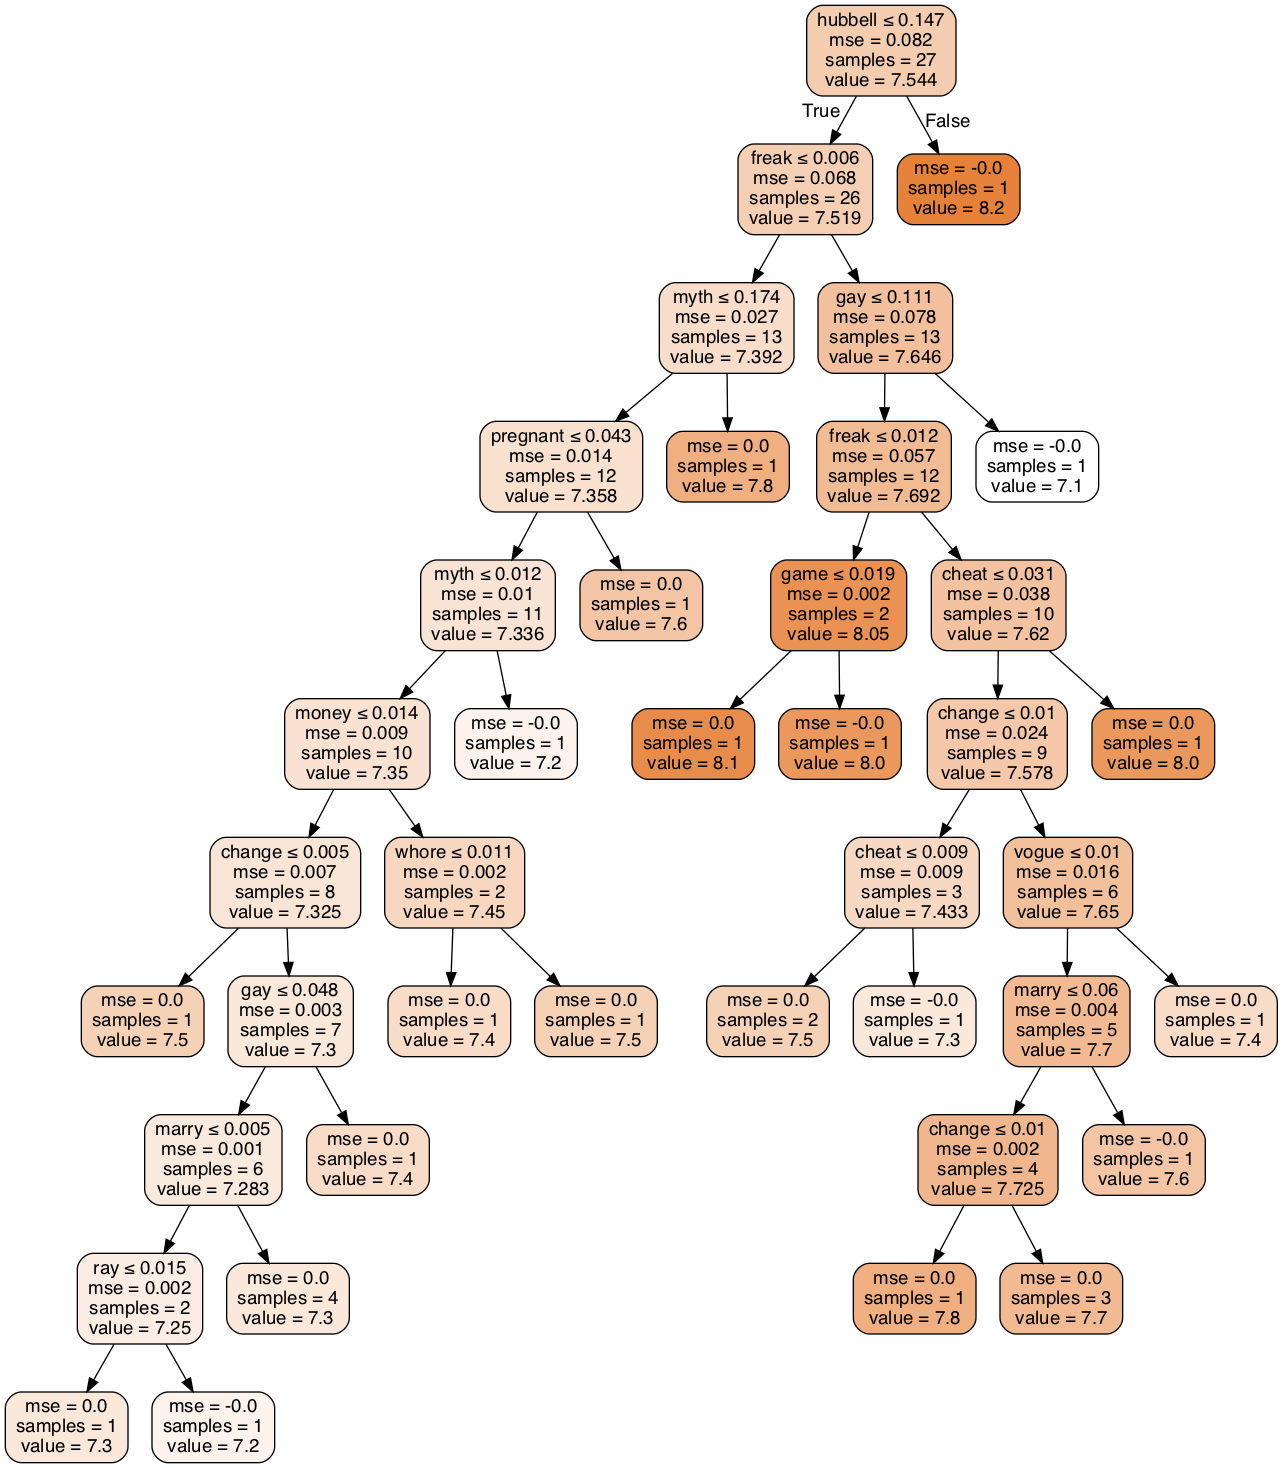 hubbell ≤ 0.147
mse = 0.082
samples = 27
value = 7.544
True
False
freak ≤ 0.006
mse = 0.068
samples = 26
value = 7.519
mse = -0.0
samples = 1
value = 8.2
myth ≤ 0.174
mse = 0.027
samples = 13
value = 7.392
gay ≤ 0.111
mse = 0.078
samples = 13
value = 7.646
pregnant ≤ 0.043
mse = 0.014
samples = 12
value = 7.358
mse = 0.0
samples = 1
value = 7.8
freak ≤ 0.012
mse = 0.057
samples = 12
value = 7.692
mse = -0.0
samples = 1
value = 7.1
myth ≤ 0.012
mse = 0.01
samples = 11
value = 7.336
mse = 0.0
samples = 1
value = 7.6
game ≤ 0.019
mse = 0.002
samples = 2
value = 8.05
cheat ≤ 0.031
mse = 0.038
samples = 10
value = 7.62
money ≤ 0.014
mse = 0.009
samples = 10
value = 7.35
mse = -0.0
samples = 1
value = 7.2
mse = 0.0
samples = 1
value = 8.1
mse = -0.0
samples = 1
value = 8.0
change ≤ 0.01
mse = 0.024
samples = 9
value = 7.578
mse = 0.0
samples = 1
value = 8.0
change ≤ 0.005
mse = 0.007
samples = 8
value = 7.325
whore ≤ 0.011
mse = 0.002
samples = 2
value = 7.45
cheat ≤ 0.009
mse = 0.009
samples = 3
value = 7.433
vogue ≤ 0.01
mse = 0.016
samples = 6
value = 7.65
mse = 0.0
samples = 1
value = 7.5
gay ≤ 0.048
mse = 0.003
samples = 7
value = 7.3
mse = 0.0
samples = 1
value = 7.4
mse = 0.0
samples = 1
value = 7.5
mse = 0.0
samples = 2
value = 7.5
mse = -0.0
samples = 1
value = 7.3
marry ≤ 0.06
mse = 0.004
samples = 5
value = 7.7
mse = 0.0
samples = 1
value = 7.4
marry ≤ 0.005
mse = 0.001
samples = 6
value = 7.283
mse = 0.0
samples = 1
value = 7.4
change ≤ 0.01
mse = 0.002
samples = 4
value = 7.725
mse = -0.0
samples = 1
value = 7.6
ray ≤ 0.015
mse = 0.002
samples = 2
value = 7.25
mse = 0.0
samples = 4
value = 7.3
mse = 0.0
samples = 1
value = 7.8
mse = 0.0
samples = 3
value = 7.7
mse = 0.0
samples = 1
value = 7.3
mse = -0.0
samples = 1
value = 7.2